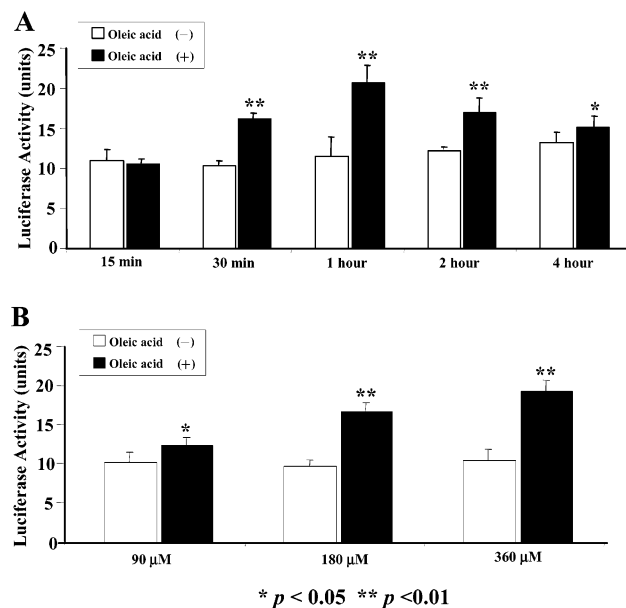 A
Oleic acid (−)
Oleic acid (+)
Luciferase Activity (units)
25
20
15
10
5
0
**
**
**
*
15 min 30 min 1 hour 2 hour 4 hour
B
Oleic acid (−)
Oleic acid (+)
Luciferase Activity (units)
25
20
15
10
5
0
*
**
**
90 μM 180 μM 360 μM
* p < 0.05 ** p <0.01